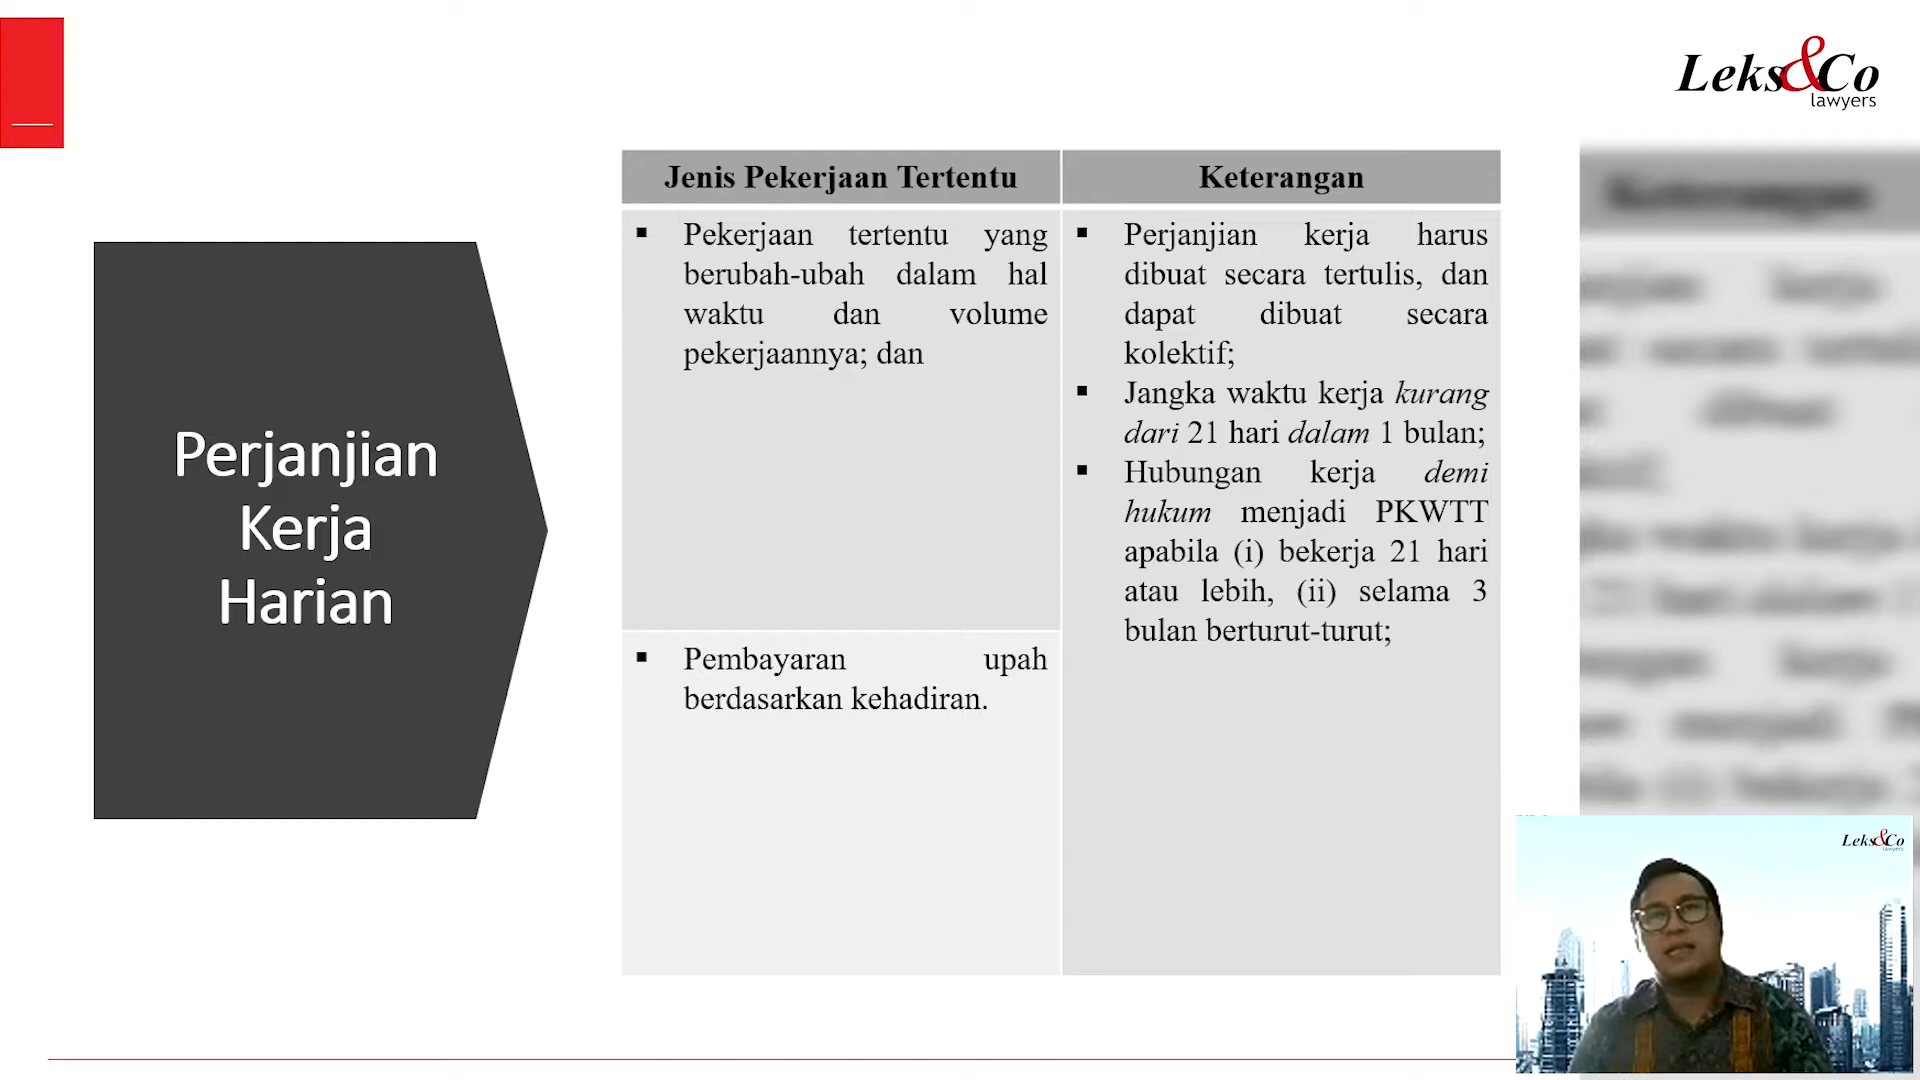 Leks&Co
lawyers
Perjanjian
Kerja
Harian
Jenis Pekerjaan Tertentu
Keterangan
▪ Pekerjaan tertentu yang
berubah-ubah dalam hal
waktu dan volume
pekerjaannya; dan
▪ Pembayaran upah
berdasarkan kehadiran.
▪ Perjanjian kerja harus
dibuat secara tertulis, dan
dapat dibuat secara
kolektif;
▪ Jangka waktu kerja kurang
dari 21 hari dalam 1 bulan;
▪ Hubungan kerja demi
hukum menjadi PKWTT
apabila (i) bekerja 21 hari
atau lebih, (ii) selama 3
bulan berturut-turut;
Keterangan
Leks&Co
lawyers